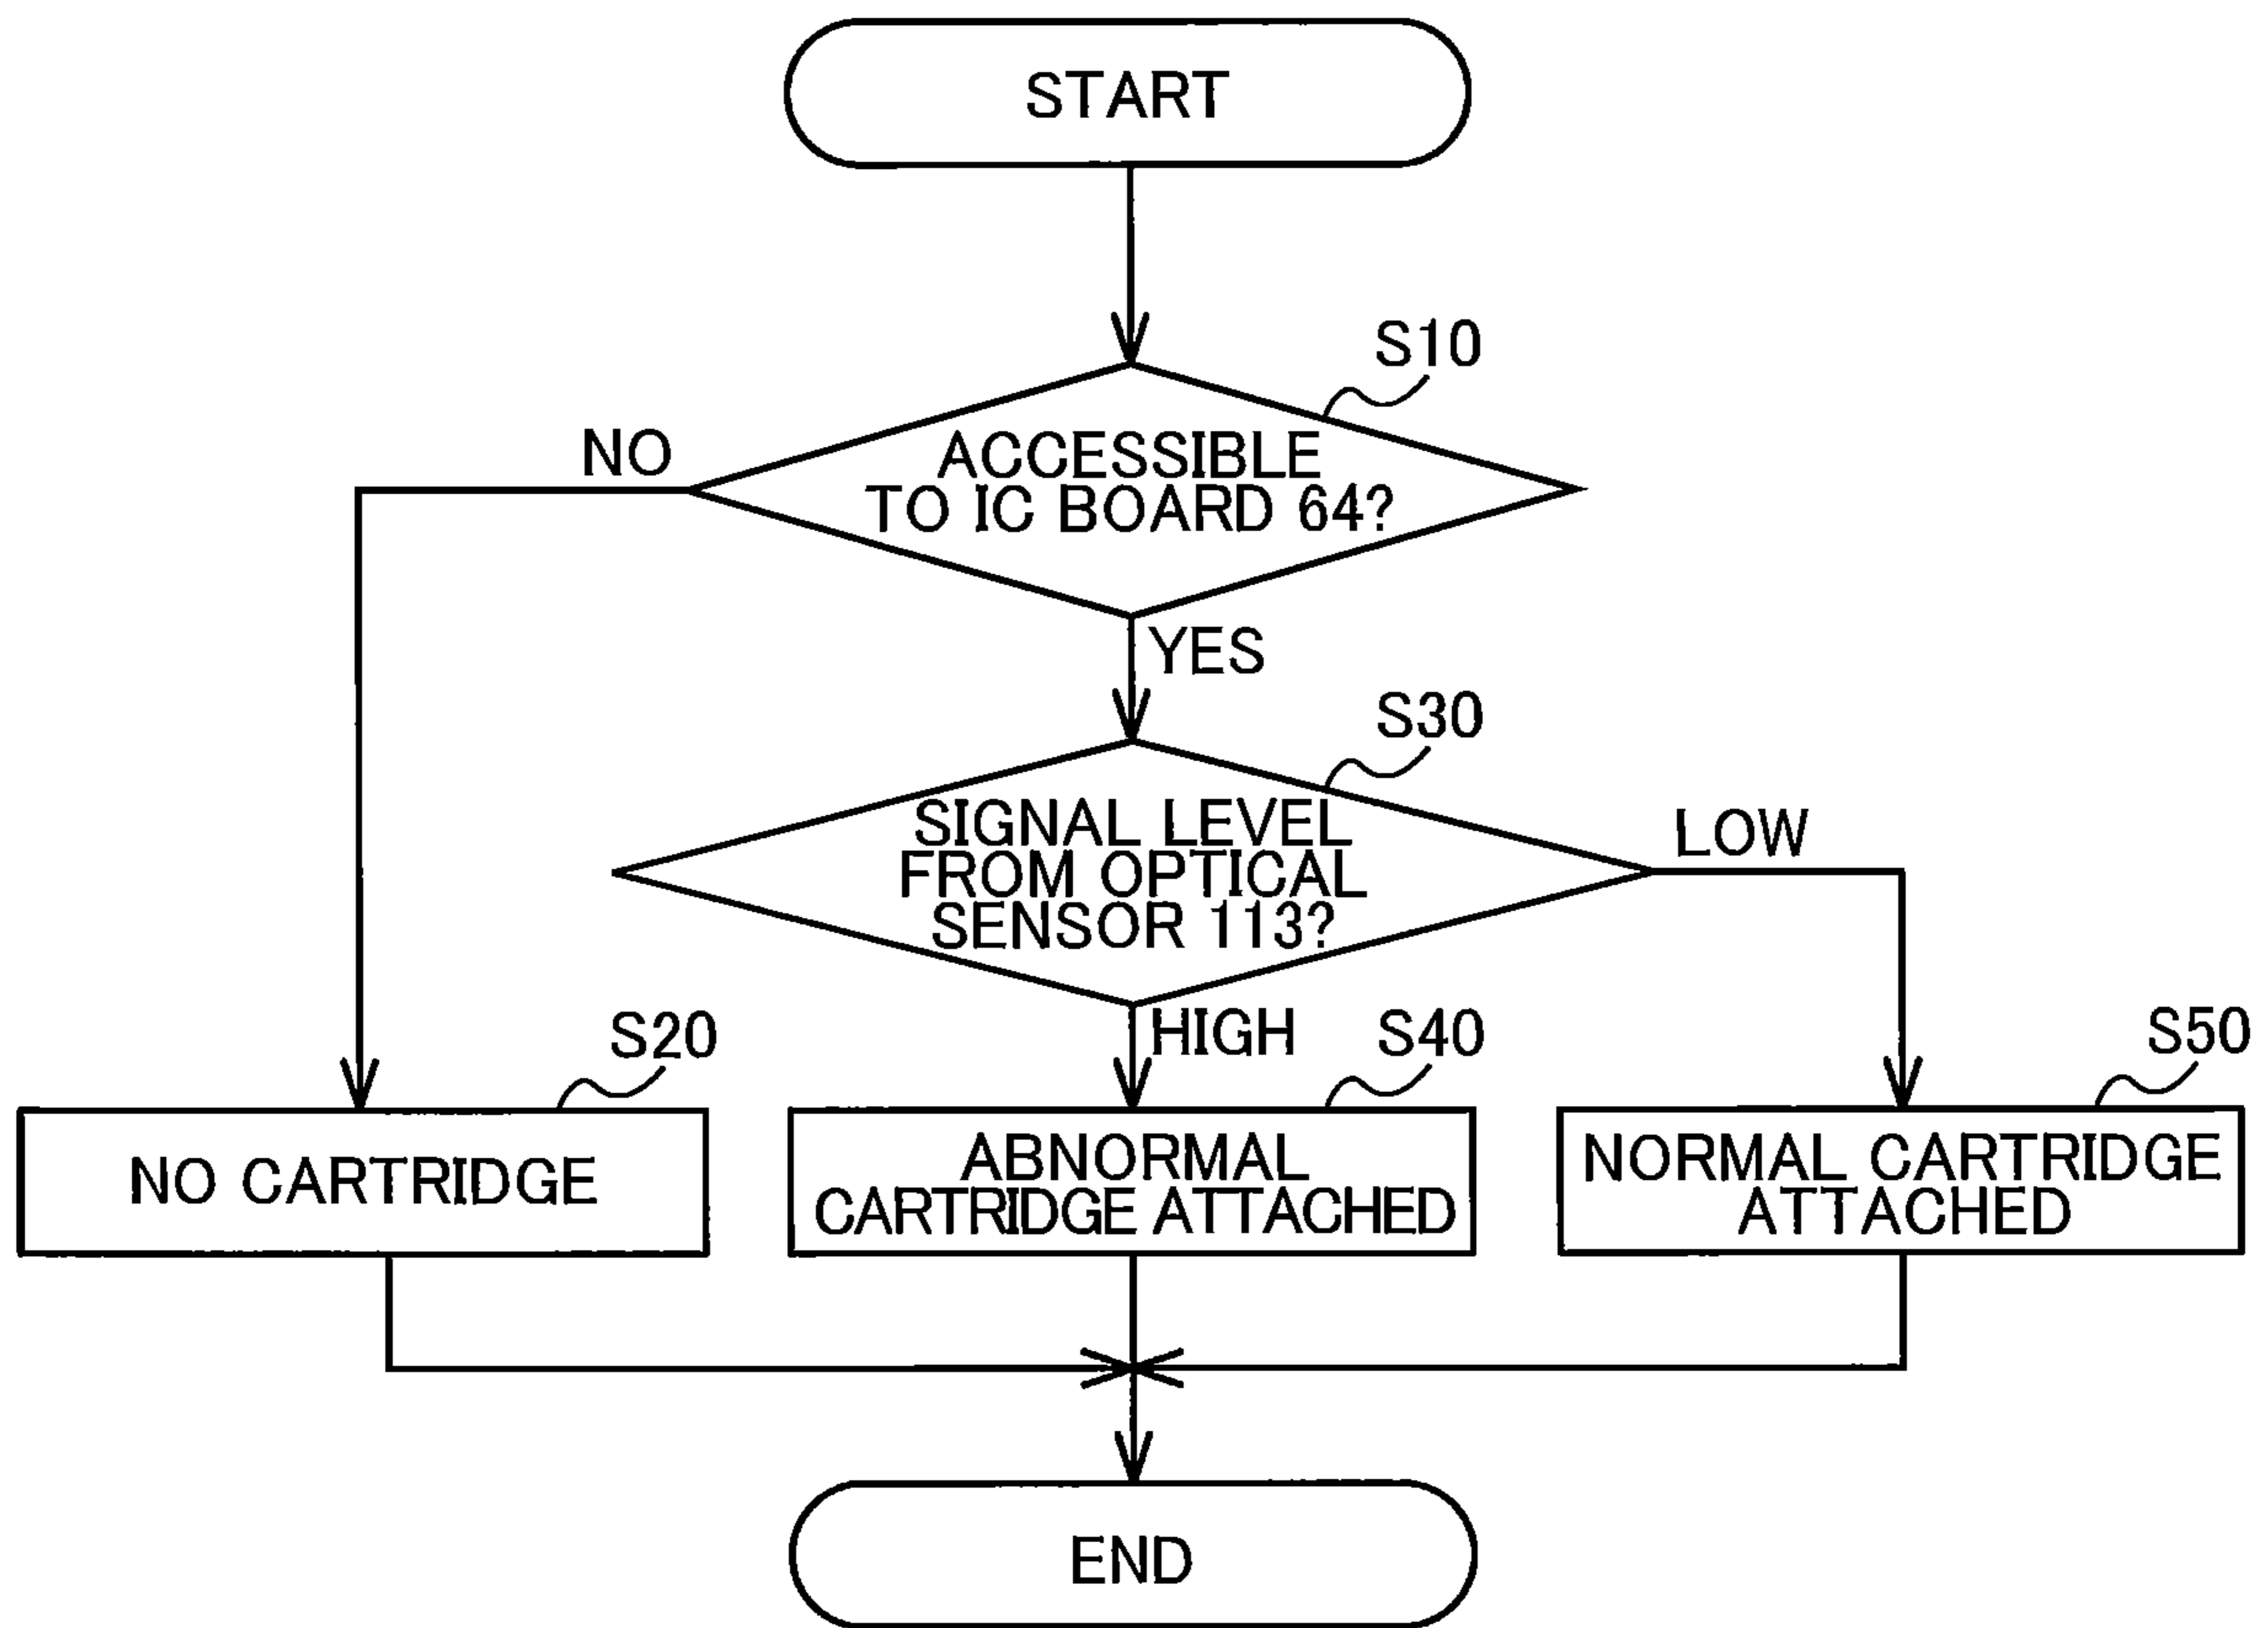 START
S10
NO
ACCESSIBLE
TO IC BOARD 64?
YES
S30
SIGNAL LEVEL
FROM OPTICAL
SENSOR 113?
LOW
HIGH
S20
S40
S50
NO CARTRIDGE
ABNORMAL
CARTRIDGE ATTACHED
NORMAL CARTRIDGE
ATTACHED
END